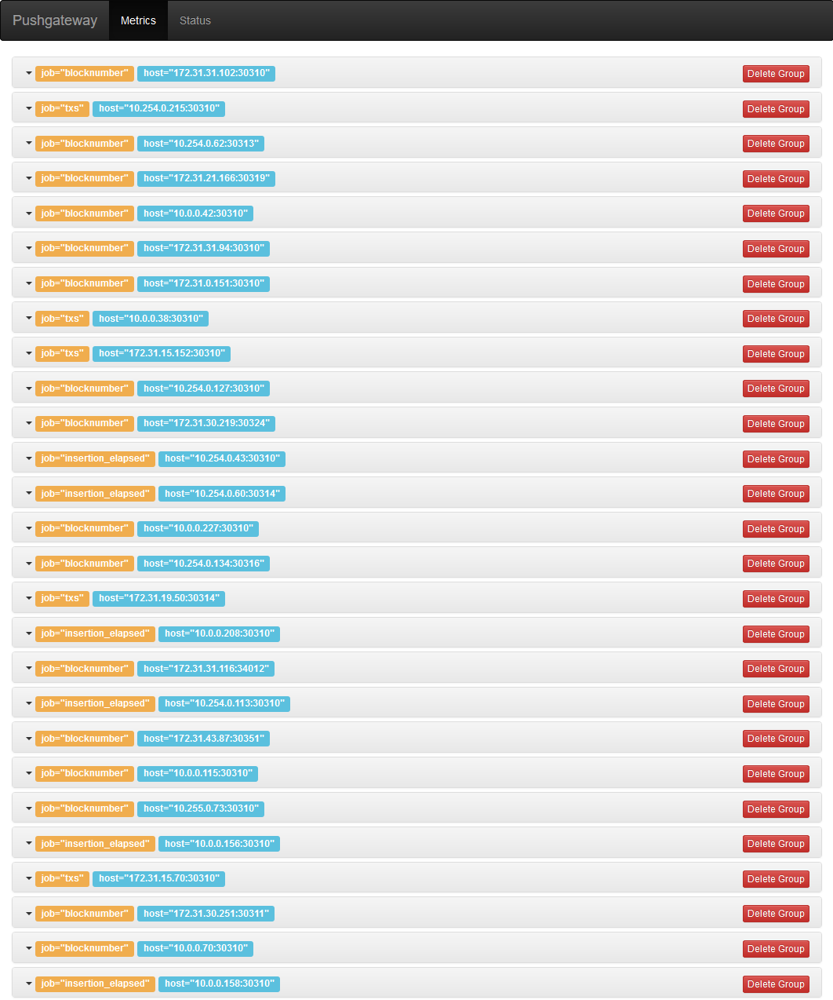 Pushgateway Metrics Status
job="blocknumber" host="172.31.31.102:30310" Delete Group
job="txs" host="10.254.0.215:30310" Delete Group
job="blocknumber" host="10.254.0.62:30313" Delete Group
job="blocknumber" host="172.31.21.166:30319" Delete Group
job="blocknumber" host="10.0.0.42:30310" Delete Group
job="blocknumber" host="172.31.31.94:30310" Delete Group
job="blocknumber" host="172.31.0.151:30310" Delete Group
job="txs" host="10.0.0.38:30310" Delete Group
job="txs" host="172.31.15.152:30310" Delete Group
job="blocknumber" host="10.254.0.127:30310" Delete Group
job="blocknumber" host="172.31.30.219:30324" Delete Group
job="insertion_elapsed" host="10.254.0.43:30310" Delete Group
job="insertion_elapsed" host="10.254.0.60:30314" Delete Group
job="blocknumber" host="10.0.0.227:30310" Delete Group
job="blocknumber" host="10.254.0.134:30316" Delete Group
job="txs" host="172.31.19.50:30314" Delete Group
job="insertion_elapsed" host="10.0.0.208:30310" Delete Group
job="blocknumber" host="172.31.31.116:34012" Delete Group
job="insertion_elapsed" host="10.254.0.113:30310" Delete Group
job="blocknumber" host="172.31.43.87:30351" Delete Group
job="blocknumber" host="10.0.0.115:30310" Delete Group
job="blocknumber" host="10.255.0.73:30310" Delete Group
job="insertion_elapsed" host="10.0.0.156:30310" Delete Group
job="txs" host="172.31.15.70:30310" Delete Group
job="blocknumber" host="172.31.30.251:30311" Delete Group
job="blocknumber" host="10.0.0.70:30310" Delete Group
job="insertion_elapsed" host="10.0.0.158:30310" Delete Group